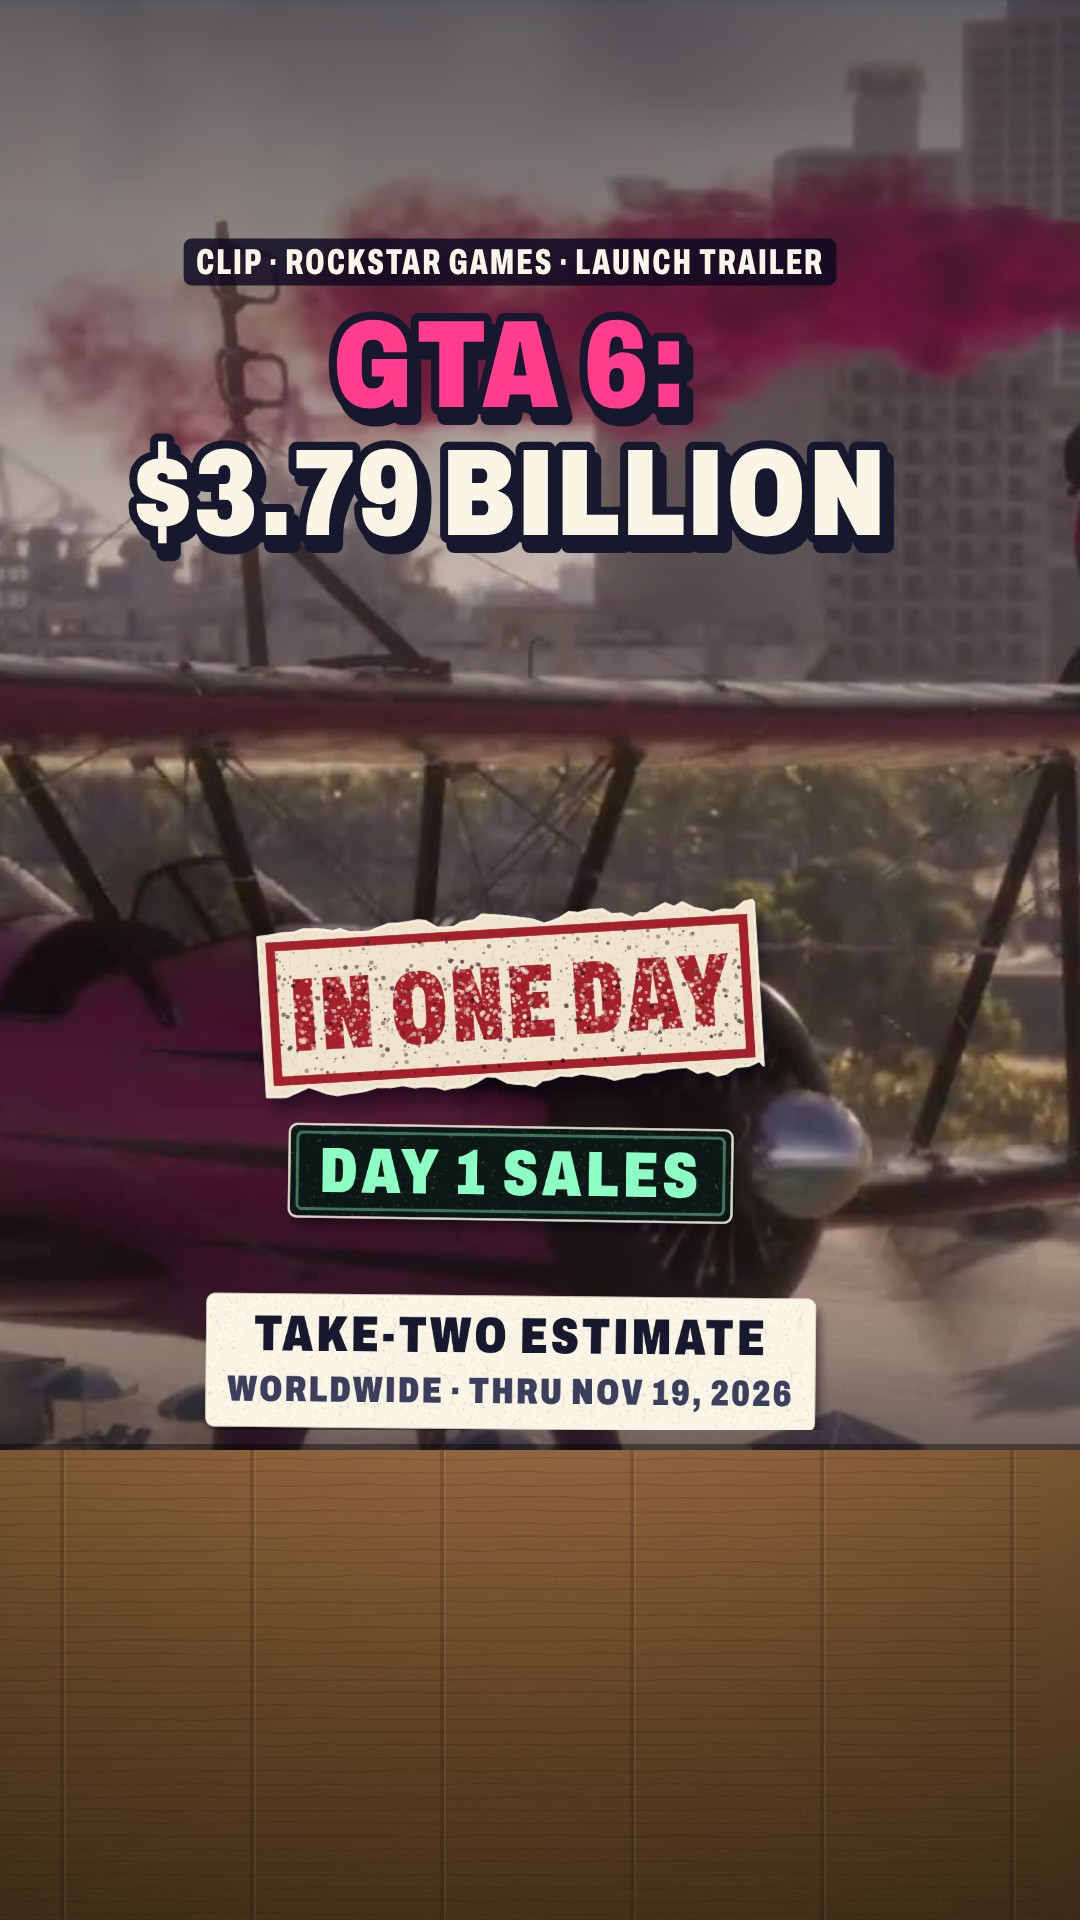 CLIP · ROCKSTAR GAMES · LAUNCH TRAILER
GTA 6:
$3.79 BILLION
IN ONE DAY
DAY 1 SALES
TAKE-TWO ESTIMATE
WORLDWIDE · THRU NOV 19, 2026